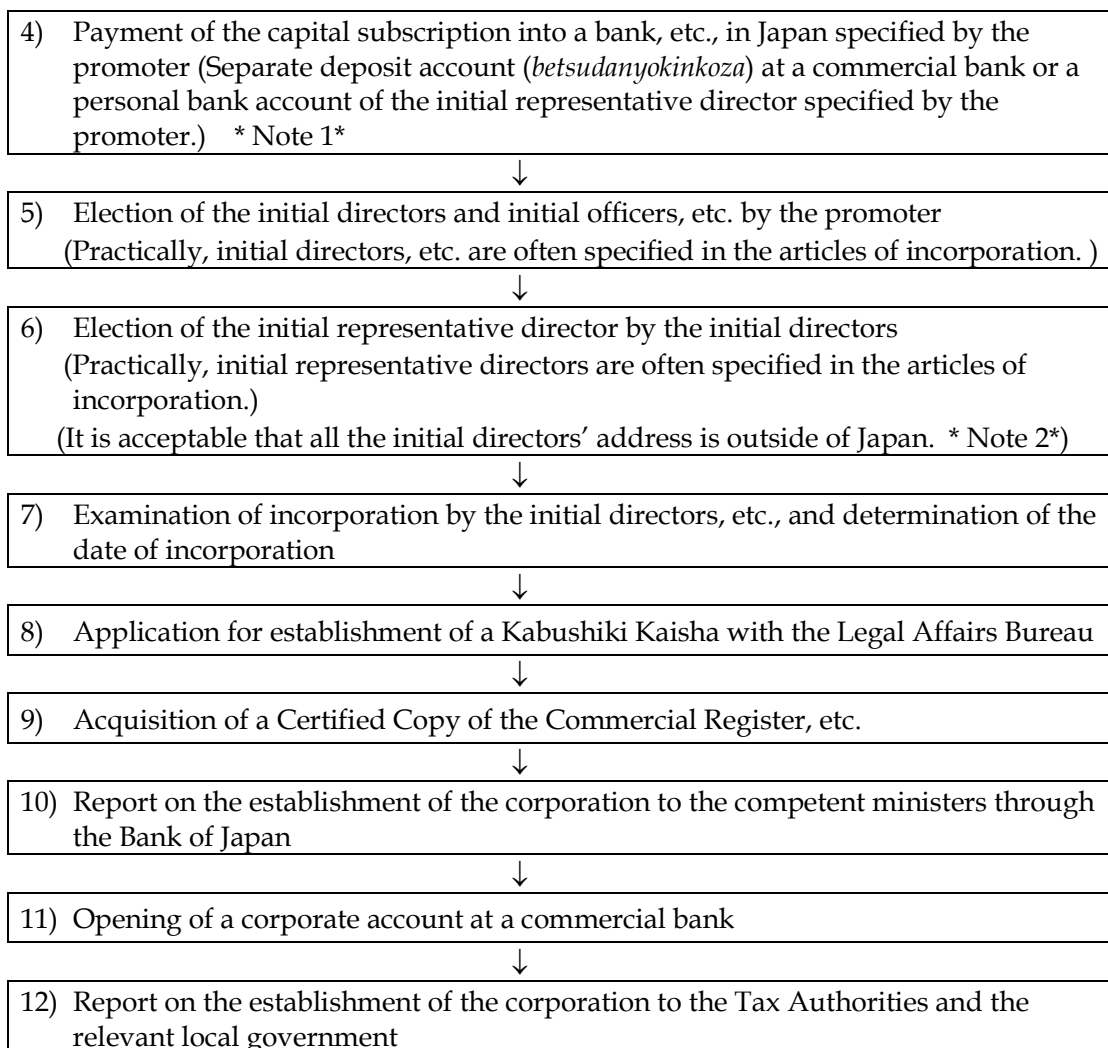 4) Payment of the capital subscription into a bank, etc., in Japan specified by the
promoter (Separate deposit account (betsudanyokinkoza) at a commercial bank or a
personal bank account of the initial representative director specified by the
promoter.) * Note 1*
↓
5) Election of the initial directors and initial officers, etc. by the promoter
(Practically, initial directors, etc. are often specified in the articles of incorporation. )
↓
6) Election of the initial representative director by the initial directors
(Practically, initial representative directors are often specified in the articles of
incorporation.)
(It is acceptable that all the initial directors’ address is outside of Japan. * Note 2*)
↓
7) Examination of incorporation by the initial directors, etc., and determination of the
date of incorporation
↓
8) Application for establishment of a Kabushiki Kaisha with the Legal Affairs Bureau
↓
9) Acquisition of a Certified Copy of the Commercial Register, etc.
↓
10) Report on the establishment of the corporation to the competent ministers through
the Bank of Japan
↓
11) Opening of a corporate account at a commercial bank
↓
12) Report on the establishment of the corporation to the Tax Authorities and the
relevant local government